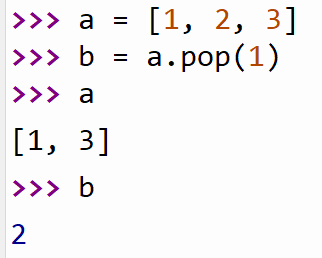 >>> a = [1, 2, 3]
>>> b = a.pop(1)
>>> a
[1, 3]
>>> b
2